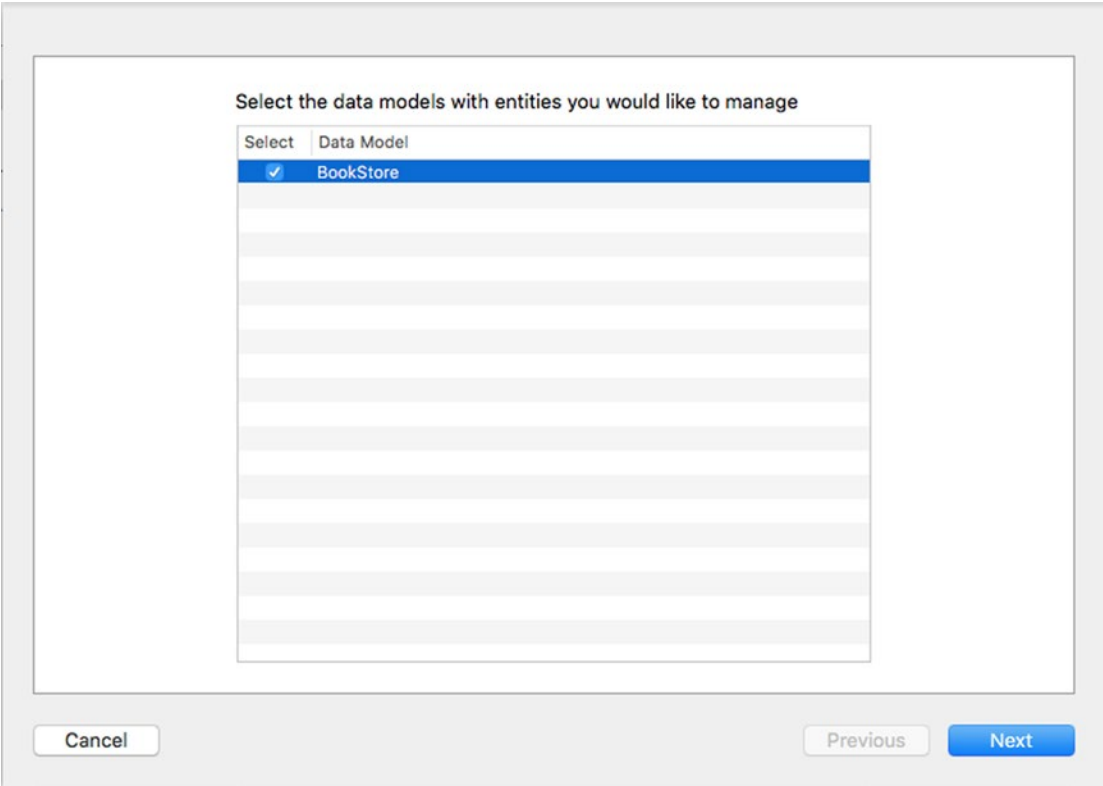 Select the data models with entities you would like to manage
Select Data Model
BookStore
Cancel Previous Next